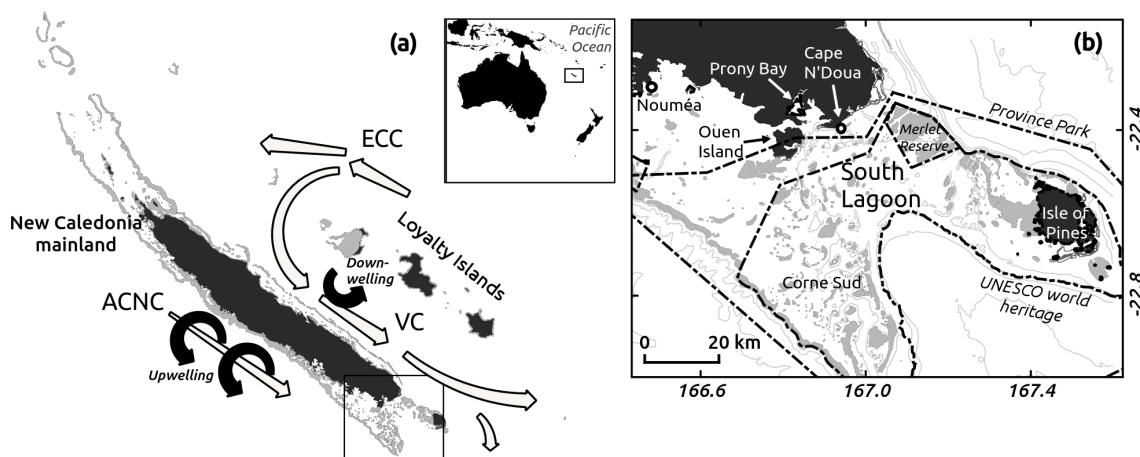 (a)
Pacific
Ocean
ECC
New Caledonia
mainland
Loyalty Islands
Down-
welling
ACNC
VC
Upwelling
(b)
Prony Bay
Cape
N'Doua
Nouméa
Ouen
Island
Merlet
Reserve
Province Park
South
Lagoon
Isle of
Pines
Corne Sud
UNESCO world
heritage
0 20 km
-22.4
-22.8
166.6 167.0 167.4